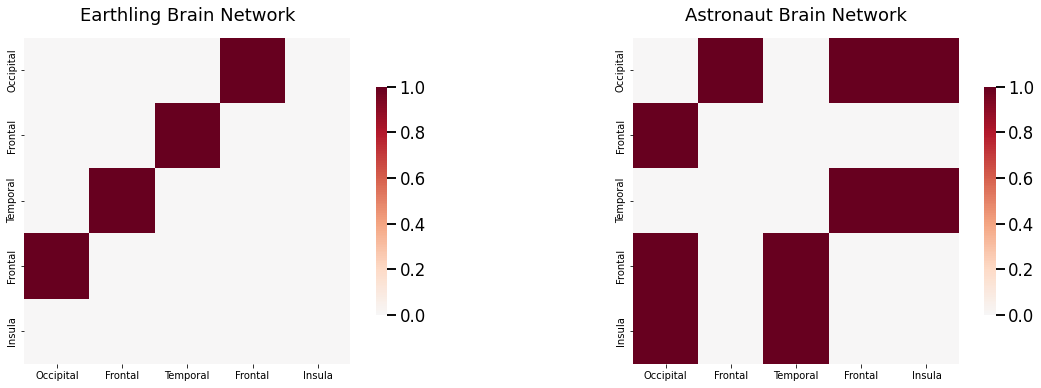 Earthling Brain Network
Occipital
Frontal
Temporal
Frontal
Insula
Occipital Frontal Temporal Frontal Insula
1.0
0.8
0.6
0.4
0.2
0.0
Astronaut Brain Network
Occipital
Frontal
Temporal
Frontal
Insula
Occipital Frontal Temporal Frontal Insula
1.0
0.8
0.6
0.4
0.2
0.0